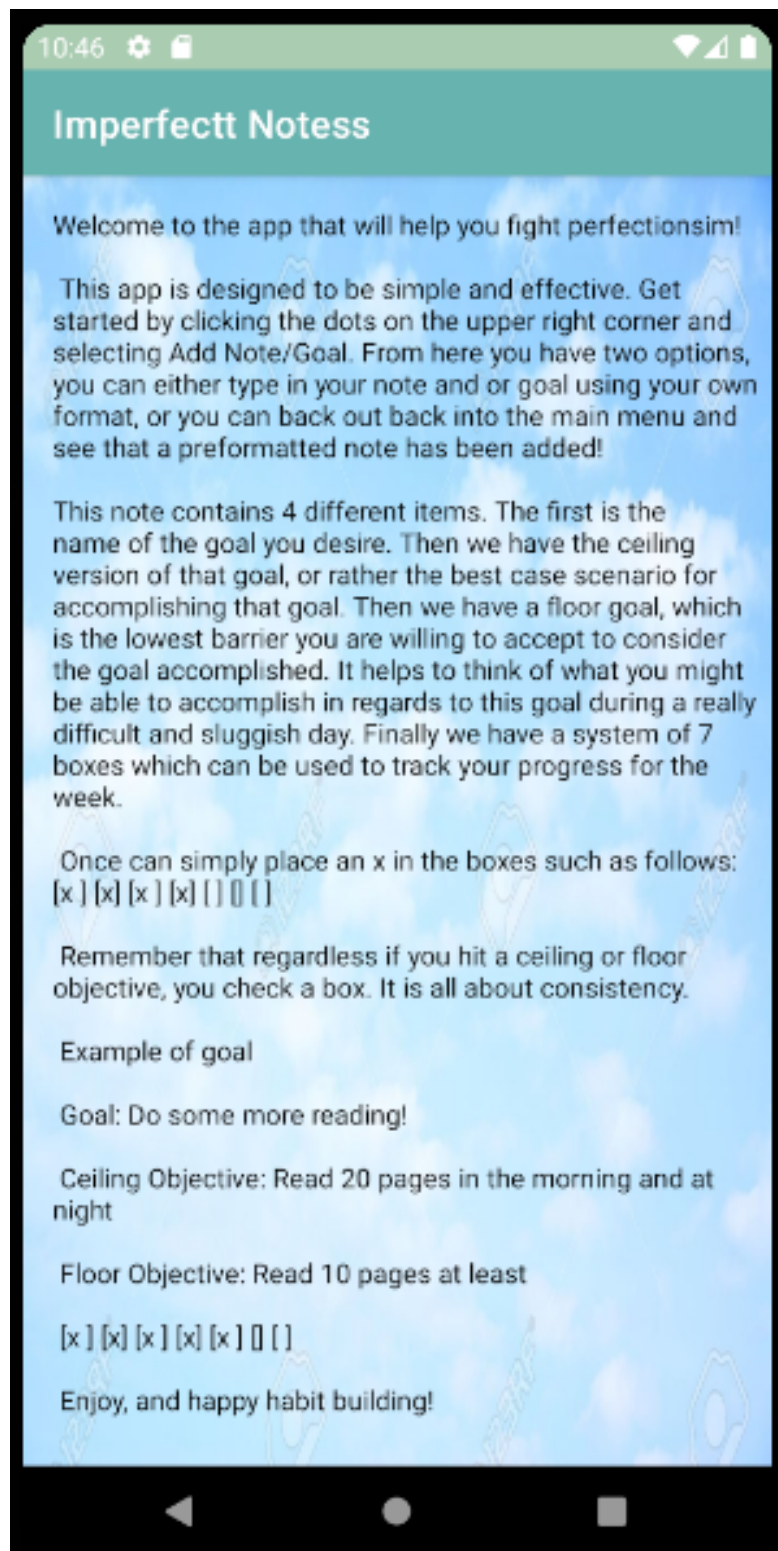 10:46
Imperfectt Notess
Welcome to the app that will help you fight perfectionsim!
This app is designed to be simple and effective. Get
started by clicking the dots on the upper right corner and
selecting Add Note/Goal. From here you have two options,
you can either type in your note and or goal using your own
format, or you can back out back into the main menu and
see that a preformatted note has been added!
This note contains 4 different items. The first is the
name of the goal you desire. Then we have the ceiling
version of that goal, or rather the best case scenario for
accomplishing that goal. Then we have a floor goal, which
is the lowest barrier you are willing to accept to consider
the goal accomplished. It helps to think of what you might
be able to accomplish in regards to this goal during a really
difficult and sluggish day. Finally we have a system of 7
boxes which can be used to track your progress for the
week.
Once can simply place an x in the boxes such as follows:
[x ] [x] [x ] [x] [ ] [] [ ]
Remember that regardless if you hit a ceiling or floor
objective, you check a box. It is all about consistency.
Example of goal
Goal: Do some more reading!
Ceiling Objective: Read 20 pages in the morning and at
night
Floor Objective: Read 10 pages at least
[x ] [x] [x ] [x] [x ] [] [ ]
Enjoy, and happy habit building!
123RF
123RF
123RF
123RF